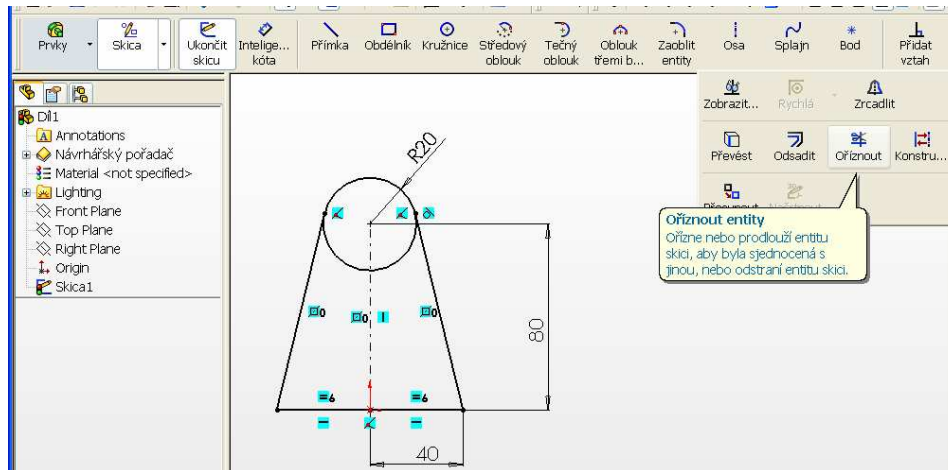 Prvky
Skica
Ukončit skicu
Intelige... kóta
Přímka
Obdélník
Kružnice
Středový oblouk
Tečný oblouk
Oblouk třemi b...
Zaoblit entity
Osa
Splajn
Bod
Přidat vztah
Zobrazit...
Rychlá
Zrcadlit
Převést
Odsadit
Oříznout
Konstru...
Oříznout entity
Ořízne nebo prodlouží entitu
skici, aby byla sjednocená s
jinou, nebo odstraní entitu skici.
Díl1
Annotations
Návrhářský pořadač
Material <not specified>
Lighting
Front Plane
Top Plane
Right Plane
Origin
Skica1
R20
0
0
0
80
6
6
40